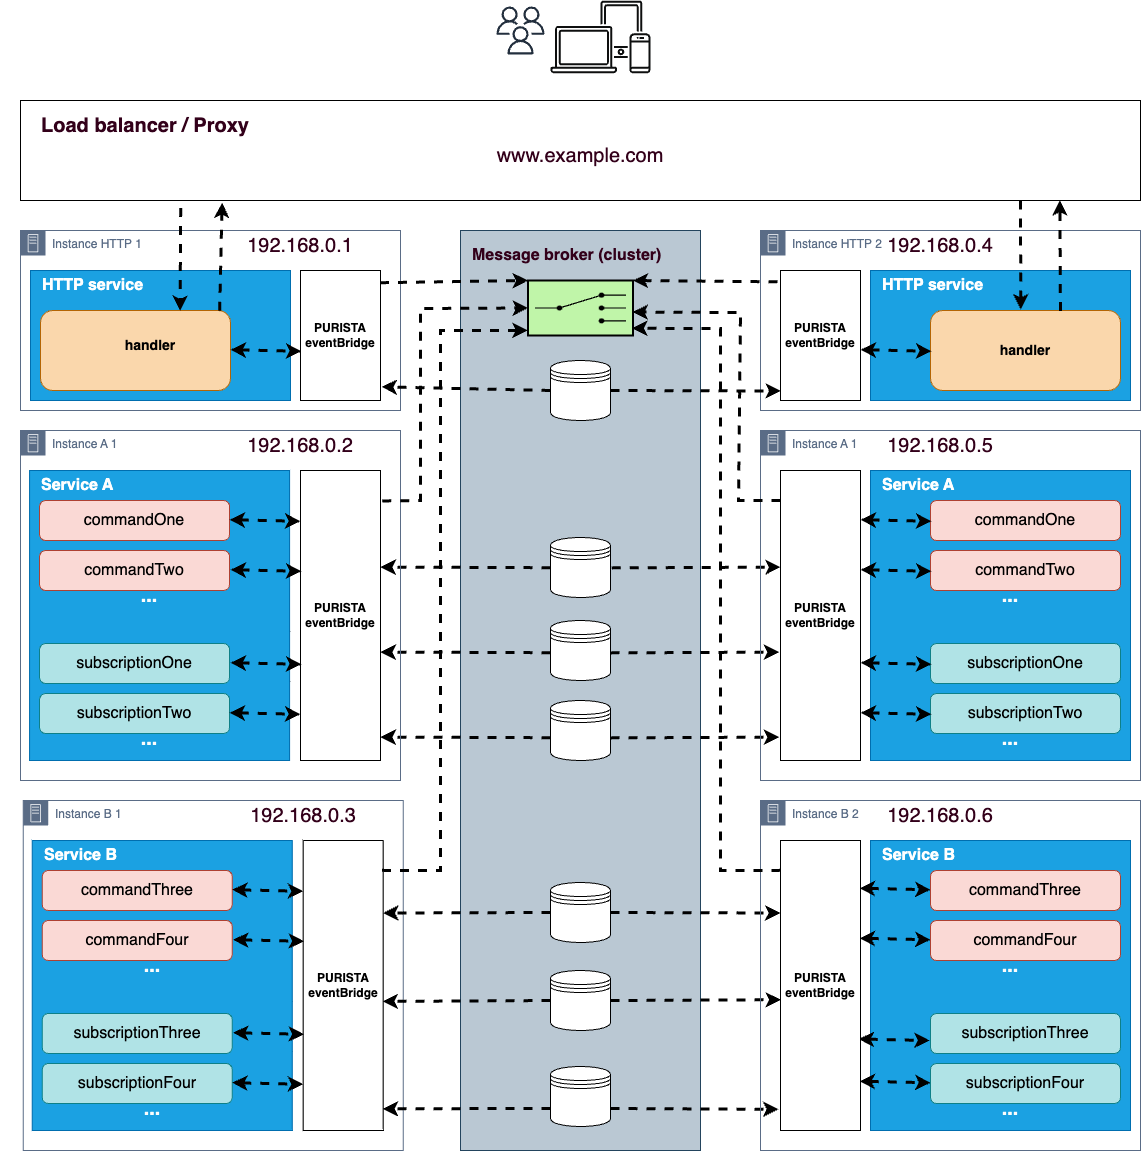 Load balancer / Proxy
www.example.com
Instance HTTP 1
192.168.0.1
HTTP service
handler
PURISTA
eventBridge
Message broker (cluster)
Instance HTTP 2
192.168.0.4
PURISTA
eventBridge
HTTP service
handler
Instance A 1
192.168.0.2
Service A
commandOne
commandTwo
...
subscriptionOne
subscriptionTwo
...
PURISTA
eventBridge
Instance A 1
192.168.0.5
PURISTA
eventBridge
Service A
commandOne
commandTwo
...
subscriptionOne
subscriptionTwo
...
Instance B 1
192.168.0.3
Service B
commandThree
commandFour
...
subscriptionThree
subscriptionFour
...
PURISTA
eventBridge
Instance B 2
192.168.0.6
PURISTA
eventBridge
Service B
commandThree
commandFour
...
subscriptionThree
subscriptionFour
...